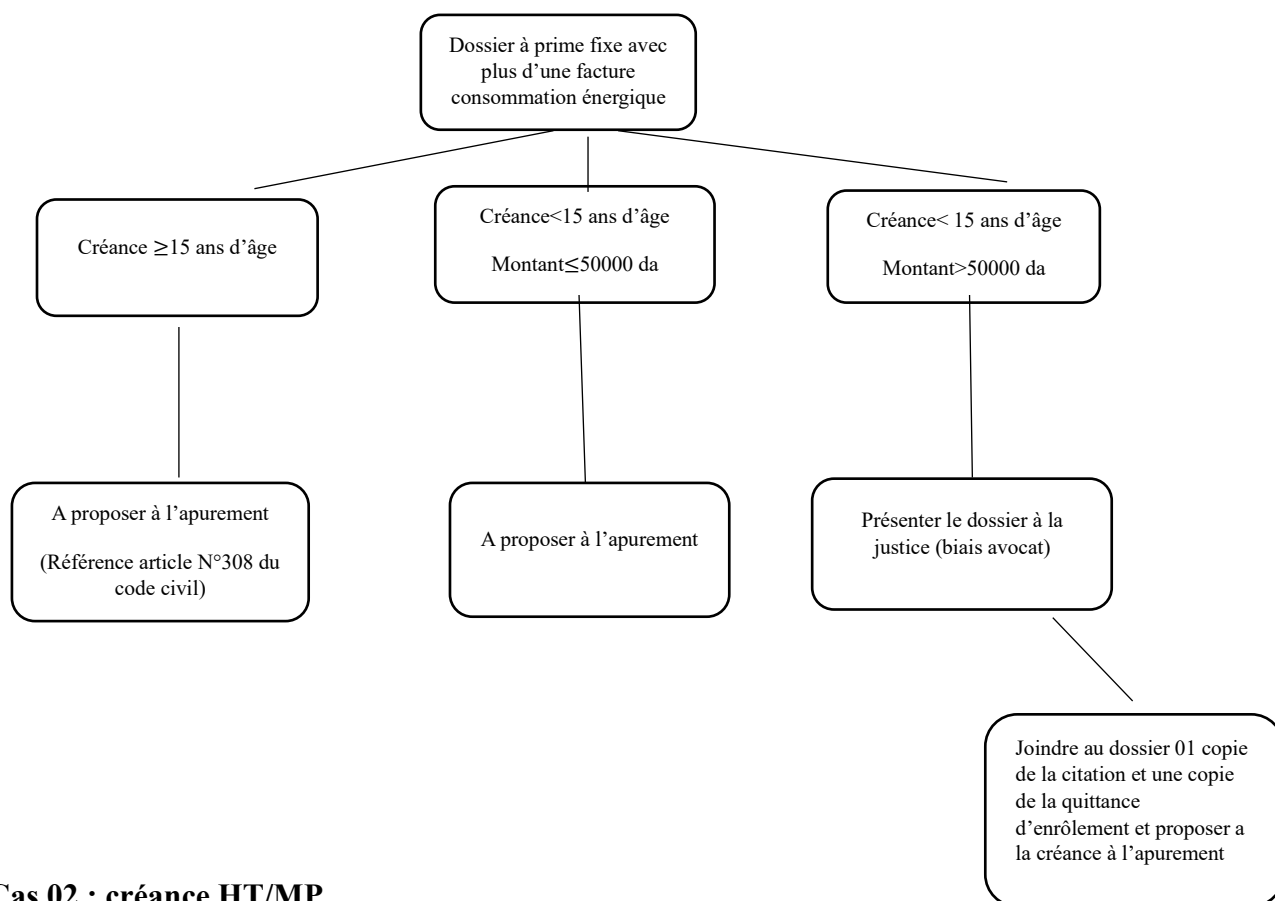 Dossier à prime fixe avec
plus d'une facture
consommation énergique
Créance ≥15 ans d'âge
Créance<15 ans d'âge
Montant≤50000 da
Créance< 15 ans d'âge
Montant>50000 da
A proposer à l'apurement
(Référence article N°308 du
code civil)
A proposer à l'apurement
Présenter le dossier à la
justice (biais avocat)
Joindre au dossier 01 copie
de la citation et une copie
de la quittance
d'enrôlement et proposer a
la créance à l'apurement
Cas 02 : créance HT/MP